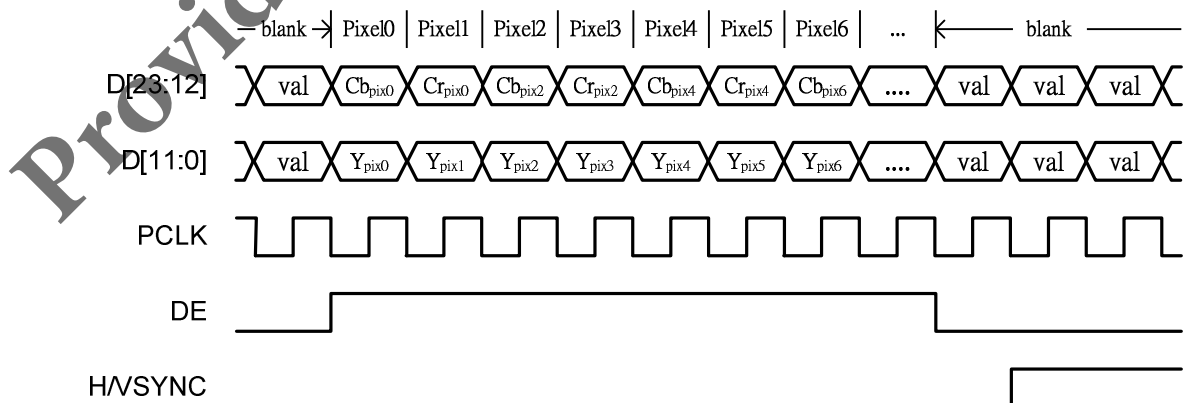 blank Pixel0 Pixel1 Pixel2 Pixel3 Pixel4 Pixel5 Pixel6 ... blank
D[23:12] val Cbpix0 Crpix0 Cbpix2 Crpix2 Cbpix4 Crpix4 Cbpix6 .... val val val
D[11:0] val Ypix0 Ypix1 Ypix2 Ypix3 Ypix4 Ypix5 Ypix6 .... val val val
PCLK
DE
H/VSYNC